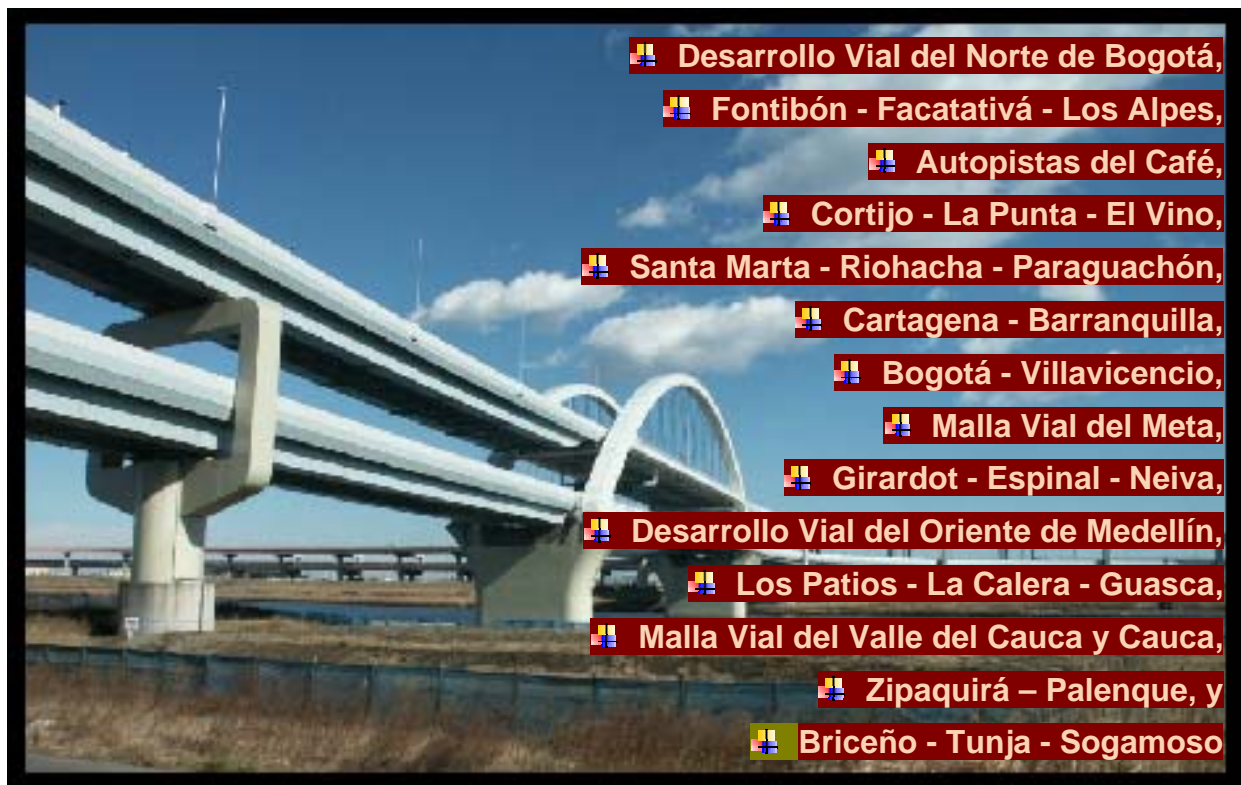 Desarrollo Vial del Norte de Bogotá,
Fontibón - Facatativá - Los Alpes,
Autopistas del Café,
Cortijo - La Punta - El Vino,
Santa Marta - Riohacha - Paraguachón,
Cartagena - Barranquilla,
Bogotá - Villavicencio,
Malla Vial del Meta,
Girardot - Espinal - Neiva,
Desarrollo Vial del Oriente de Medellín,
Los Patios - La Calera - Guasca,
Malla Vial del Valle del Cauca y Cauca,
Zipaquirá – Palenque, y
Briceño - Tunja - Sogamoso